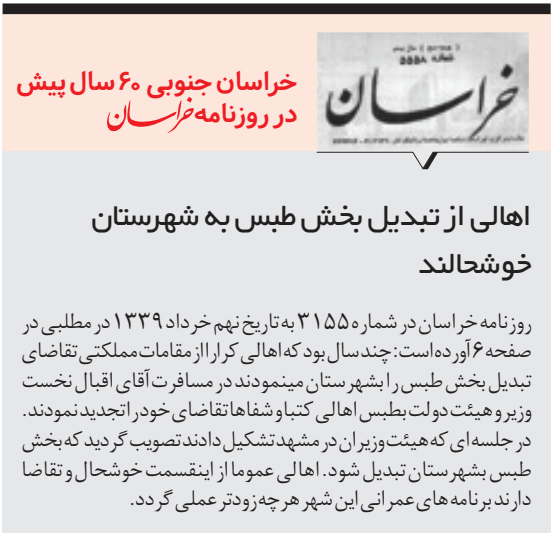 خراسان جنوبی ۶۰ سال پیش
در روزنامه خراسان
خراسان
شماره ۵۵۵۸
اهالی از تبدیل بخش طبس به شهرستان
خوشحالند
روزنامه خراسان در شماره ۳۱۵۵ به تاریخ نهم خرداد ۱۳۳۹ در مطلبی در
صفحه ۶ آورده است: چند سال بود که اهالی کرارا از مقامات مملکتی تقاضای
تبدیل بخش طبس را بشهرستان مینمودند در مسافرت آقای اقبال نخست
وزیر و هیئت دولت بطبس اهالی کتبا و شفاها تقاضای خود را تجدید نمودند.
در جلسه ای که هیئت وزیران در مشهد تشکیل دادند تصویب گردید که بخش
طبس بشهرستان تبدیل شود. اهالی عموما از اینقسمت خوشحال و تقاضا
دارند برنامه های عمرانی این شهر هر چه زودتر عملی گردد.